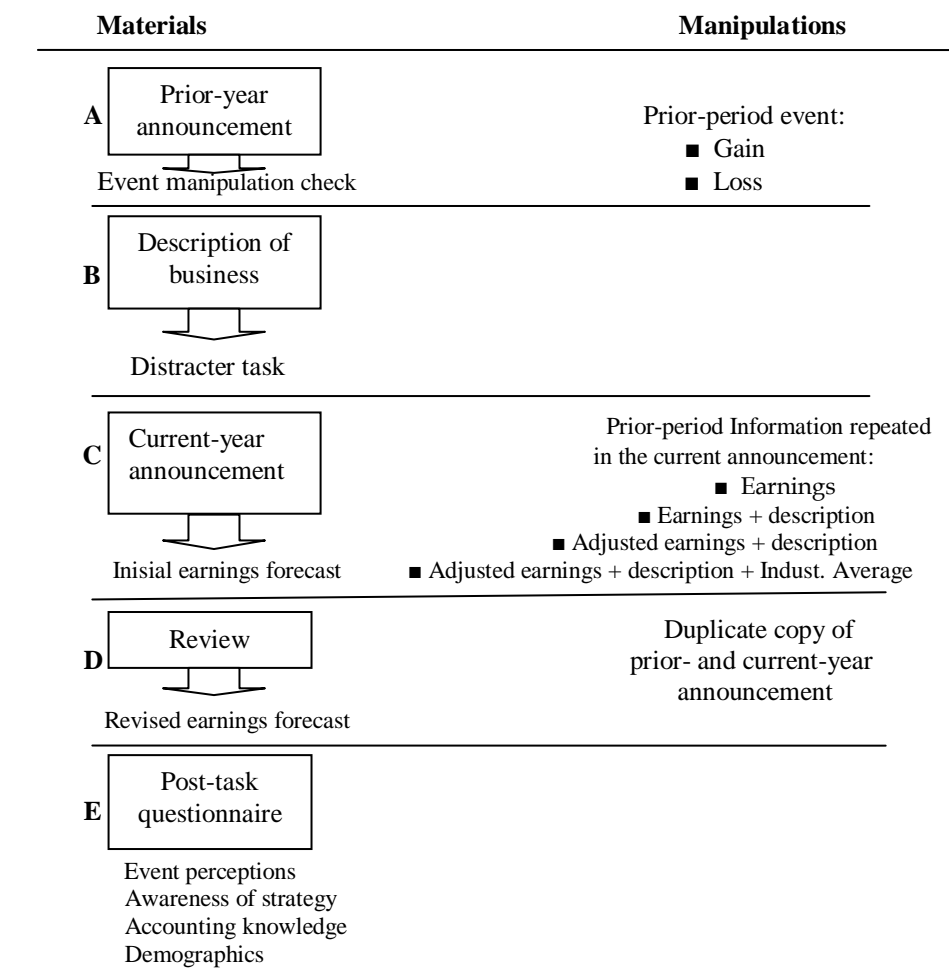 Materials Manipulations
A
Prior-year
announcement
Event manipulation check
Prior-period event:
■ Gain
■ Loss
B
Description of
business
Distracter task
C
Current-year
announcement
Inisial earnings forecast
Prior-period Information repeated
in the current announcement:
■ Earnings
■ Earnings + description
■ Adjusted earnings + description
■ Adjusted earnings + description + Indust. Average
D
Review
Revised earnings forecast
Duplicate copy of
prior- and current-year
announcement
E
Post-task
questionnaire
Event perceptions
Awareness of strategy
Accounting knowledge
Demographics